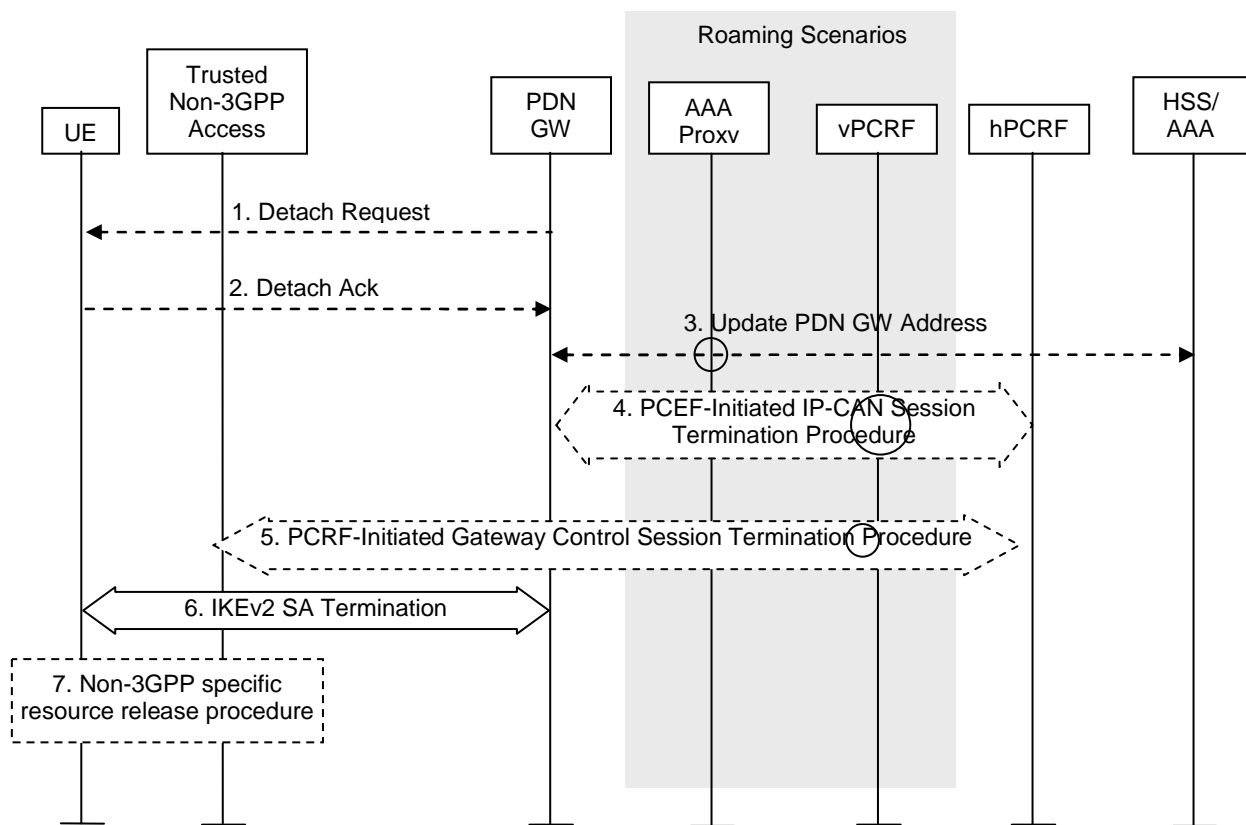 Roaming Scenarios
UE
Trusted
Non-3GPP
Access
PDN
GW
AAA
Proxv
vPCRF
hPCRF
HSS/
AAA
1. Detach Request
2. Detach Ack
3. Update PDN GW Address
4. PCEF-Initiated IP-CAN Session
Termination Procedure
5. PCRF-Initiated Gateway Control Session Termination Procedure
6. IKEv2 SA Termination
7. Non-3GPP specific
resource release procedure